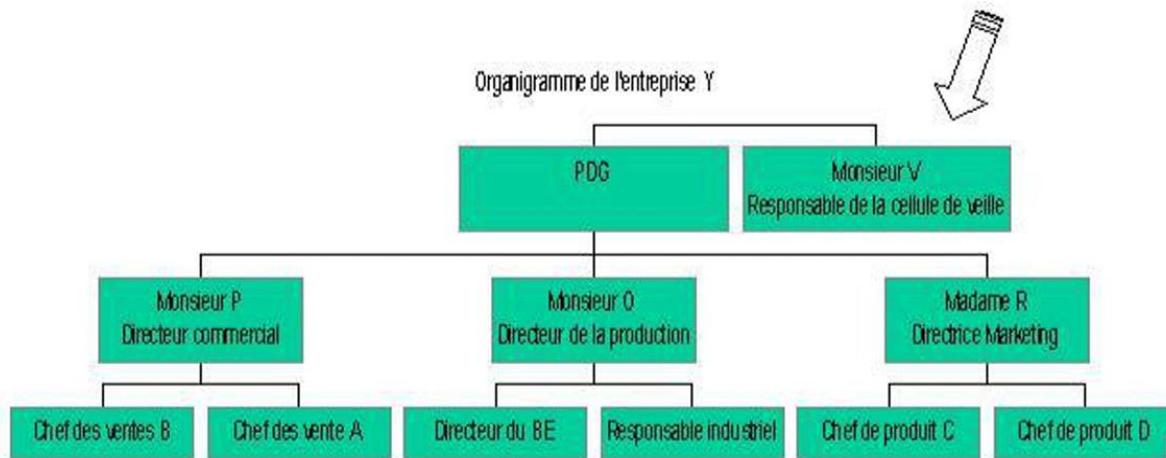 Organigramme de l'entreprise Y
PDG
Monsieur V
Responsable de la cellule de veille
Monsieur P
Directeur commercial
Monsieur O
Directeur de la production
Madame R
Directrice Marketing
Chef des ventes B
Chef des vente A
Directeur du BE
Responsable industriel
Chef de produit C
Chef de produit D